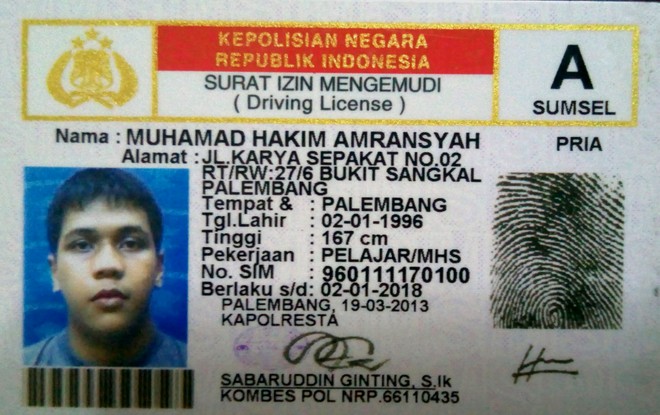 KEPOLISIAN NEGARA
REPUBLIK INDONESIA
SURAT IZIN MENGEMUDI
( Driving License )
A
SUMSEL
Nama : MUHAMAD HAKIM AMRANSYAH
PRIA
Alamat : JL.KARYA SEPAKAT NO.02
RT/RW:27/6 BUKIT SANGKAL
PALEMBANG
Tempat & : PALEMBANG
Tgl.Lahir : 02-01-1996
Tinggi : 167 cm
Pekerjaan : PELAJAR/MHS
No. SIM : 960111170100
Berlaku s/d : 02-01-2018
PALEMBANG, 19-03-2013
KAPOLRESTA
SABARUDDIN GINTING, S.Ik
KOMBES POL NRP.66110435